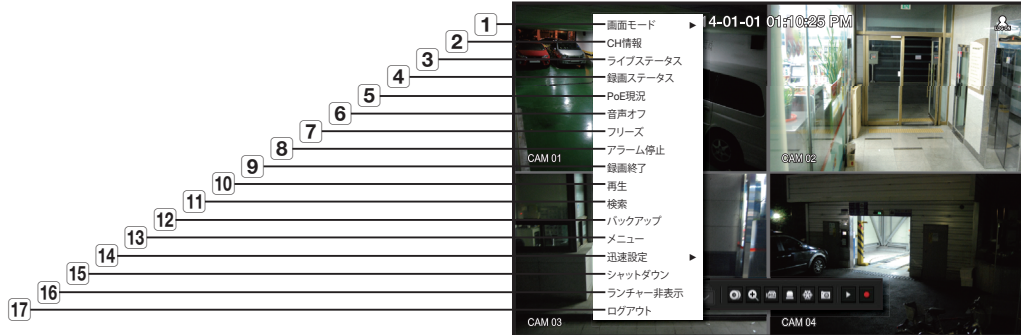 1 画面モード
2 CH情報
3 ライブステータス
4 録画ステータス
5 PoE現況
6 音声オフ
7 フリーズ
8 アラーム停止
9 録画終了
10 再生
11 検索
12 バックアップ
13 メニュー
14 迅速設定
15 シャットダウン
16 ランチャー非表示
17 ログアウト
14-01-01 01:10:25 PM
LOG ON
CAM 01
CAM 02
CAM 03
CAM 04